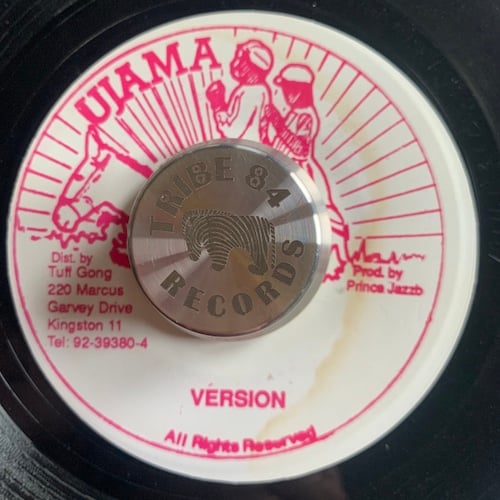 UJAMA
TRIBE 84
RECORDS
Dist. by
Tuff Gong
220 Marcus
Garvey Drive
Kingston 11
Tel: 92-39380-4
Prod. by
Prince Jazzb
VERSION
All Rights Reserved